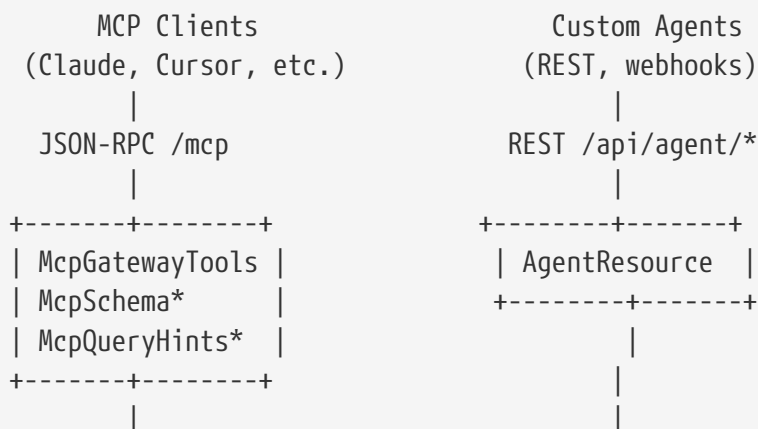 MCP Clients                    Custom Agents
(Claude, Cursor, etc.)         (REST, webhooks)
|                              |
JSON-RPC /mcp                  REST /api/agent/*
|                              |
+-------+--------+             +--------+-------+
| McpGatewayTools |            | AgentResource  |
| McpSchema*      |            +--------+-------+
| McpQueryHints*  |                     |
+-------+--------+                      |
|                              |